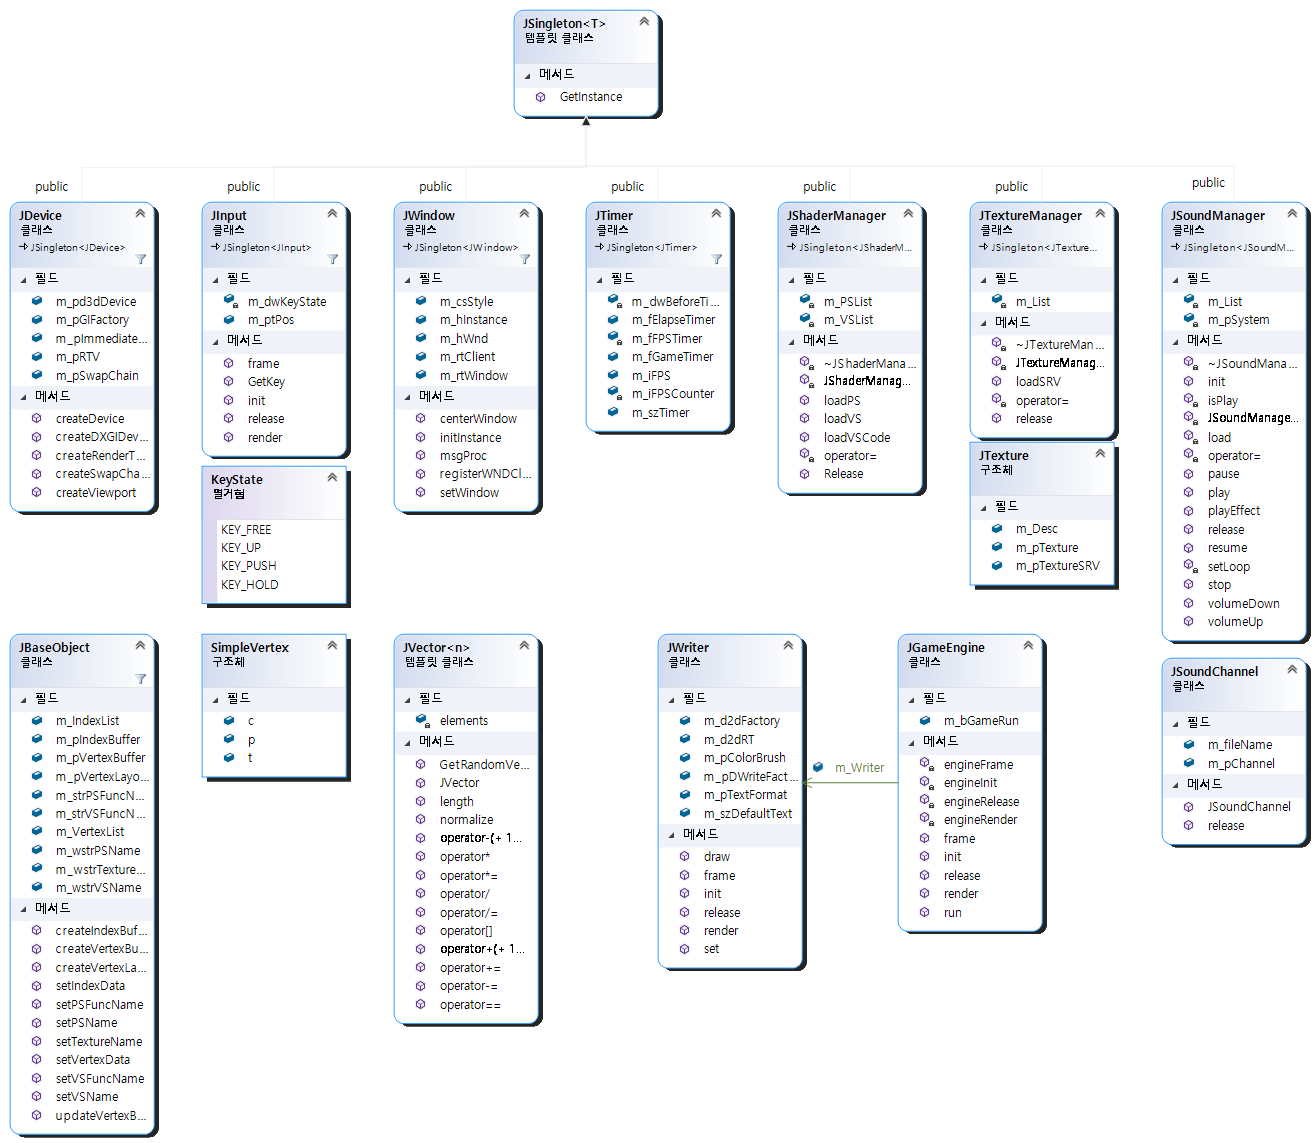 JSingleton<T>
템플릿 클래스
메서드
GetInstance
public
public
public
public
public
public
public
JDevice
클래스
JSingleton<JDevice>
필드
m_pd3dDevice
m_pGIFactory
m_pImmediate...
m_pRTV
m_pSwapChain
메서드
createDevice
createDXGIDev...
createRenderT...
createSwapCha...
createViewport
JInput
클래스
JSingleton<JInput>
필드
m_dwKeyState
m_ptPos
메서드
frame
GetKey
init
release
render
KeyState
열거형
KEY_FREE
KEY_UP
KEY_PUSH
KEY_HOLD
JWindow
클래스
JSingleton<JWindow>
필드
m_csStyle
m_hInstance
m_hWnd
m_rtClient
m_rtWindow
메서드
centerWindow
initInstance
msgProc
registerWNDCl...
setWindow
JTimer
클래스
JSingleton<JTimer>
필드
m_dwBeforeTi...
m_fElapseTimer
m_fFPSTimer
m_fGameTimer
m_iFPS
m_iFPSCounter
m_szTimer
JShaderManager
클래스
JSingleton<JShaderM...
필드
m_PSList
m_VSList
메서드
~JShaderMana...
JShaderManag...
loadPS
loadVS
loadVSCode
operator=
Release
JTextureManager
클래스
JSingleton<JTexture...
필드
m_List
메서드
~JTextureMan...
JTextureManag...
loadSRV
operator=
release
JTexture
구조체
필드
m_Desc
m_pTexture
m_pTextureSRV
JSoundManager
클래스
JSingleton<JSoundM...
필드
m_List
m_pSystem
메서드
~JSoundMana...
init
isPlay
JSoundManage...
load
operator=
pause
play
playEffect
release
resume
setLoop
stop
volumeDown
volumeUp
JBaseObject
클래스
필드
m_IndexList
m_pIndexBuffer
m_pVertexBuffer
m_pVertexLayo...
m_strPSFuncN...
m_strVSFuncN...
m_VertexList
m_wstrPSName
m_wstrTexture...
m_wstrVSName
메서드
createIndexBuf...
createVertexBu...
createVertexLa...
setIndexData
setPSFuncName
setPSName
setTextureName
setVertexData
setVSFuncName
setVSName
updateVertexB...
SimpleVertex
구조체
필드
c
p
t
JVector<n>
템플릿 클래스
필드
elements
메서드
GetRandomVe...
JVector
length
normalize
operator-(+ 1...
operator*
operator*=
operator/
operator/=
operator[]
operator+(+ 1...
operator+=
operator-=
operator==
JWriter
클래스
필드
m_d2dFactory
m_d2dRT
m_pColorBrush
m_pDWriteFact...
m_pTextFormat
m_szDefaultText
메서드
draw
frame
init
release
render
set
m_Writer
JGameEngine
클래스
필드
m_bGameRun
메서드
engineFrame
engineInit
engineRelease
engineRender
frame
init
release
render
run
JSoundChannel
클래스
필드
m_fileName
m_pChannel
메서드
JSoundChannel
release